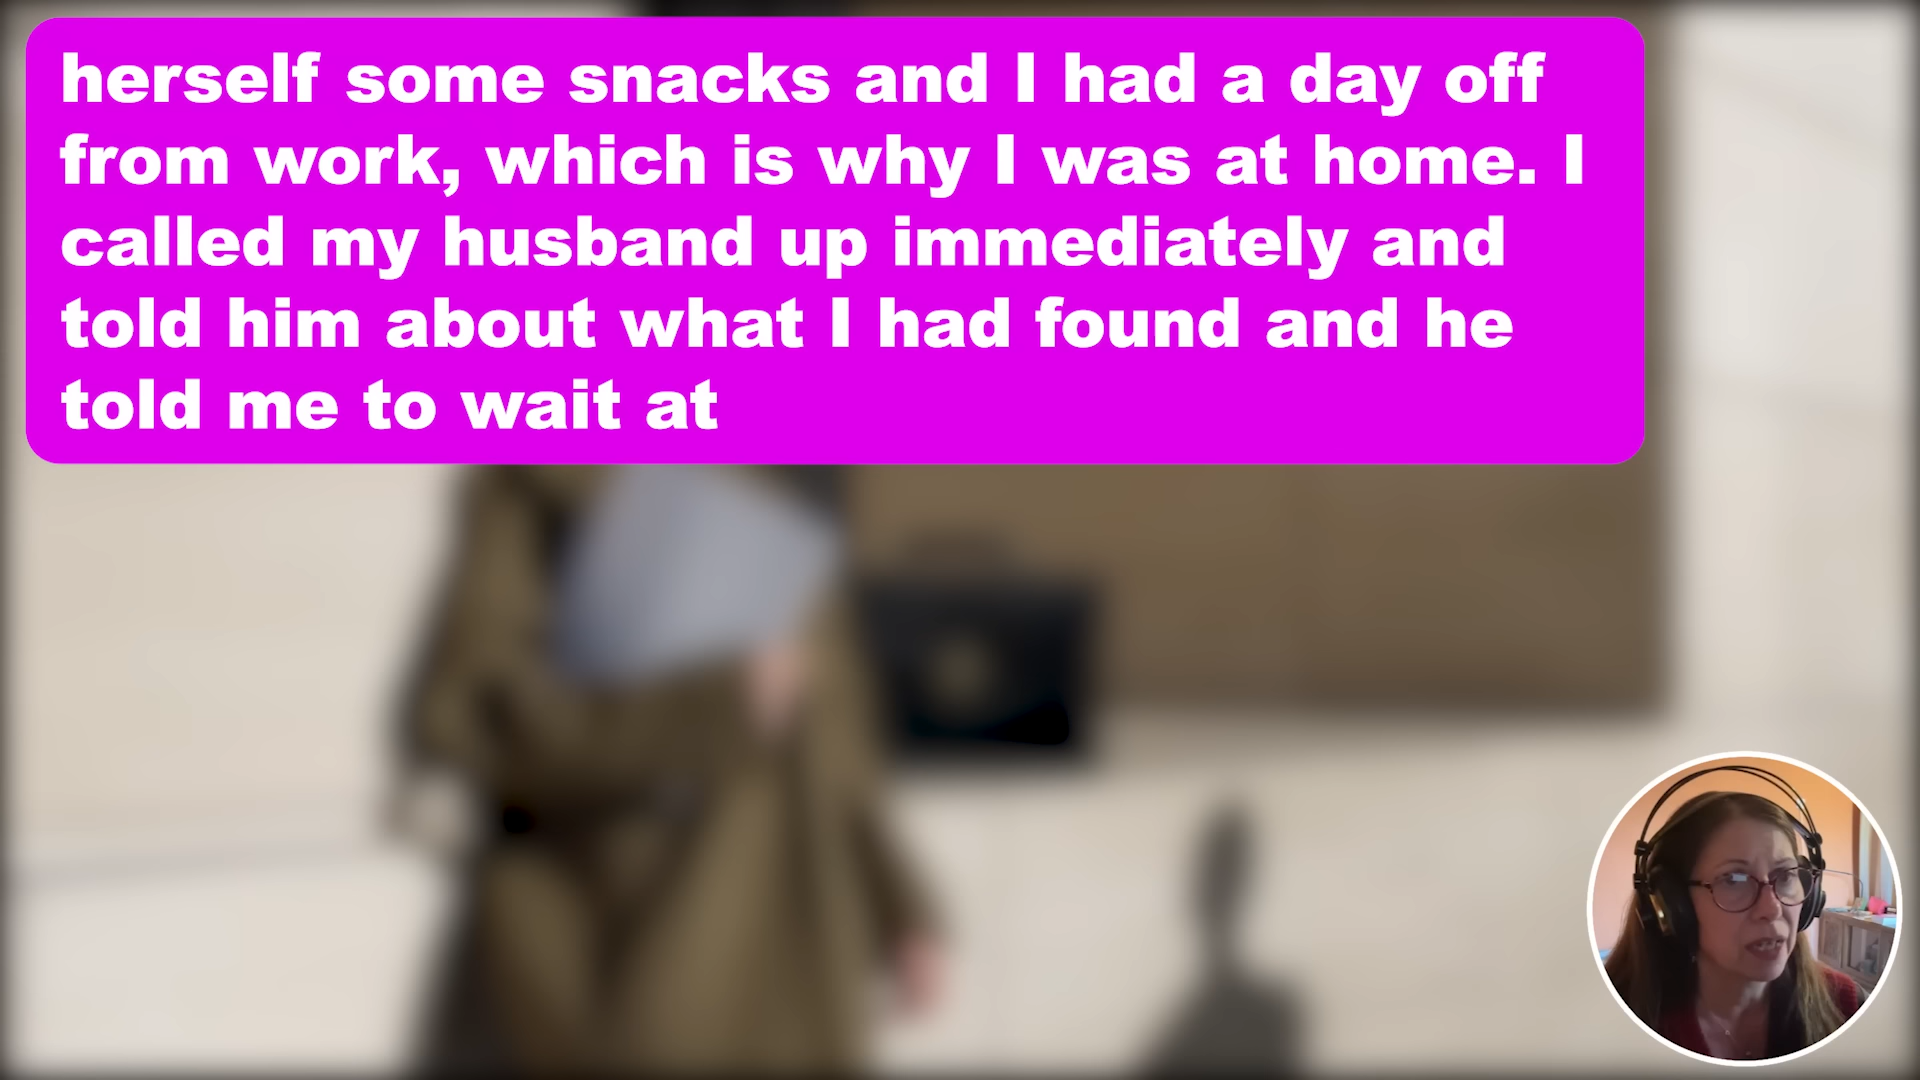 herself some snacks and I had a day off
from work, which is why I was at home. I
called my husband up immediately and
told him about what I had found and he
told me to wait at